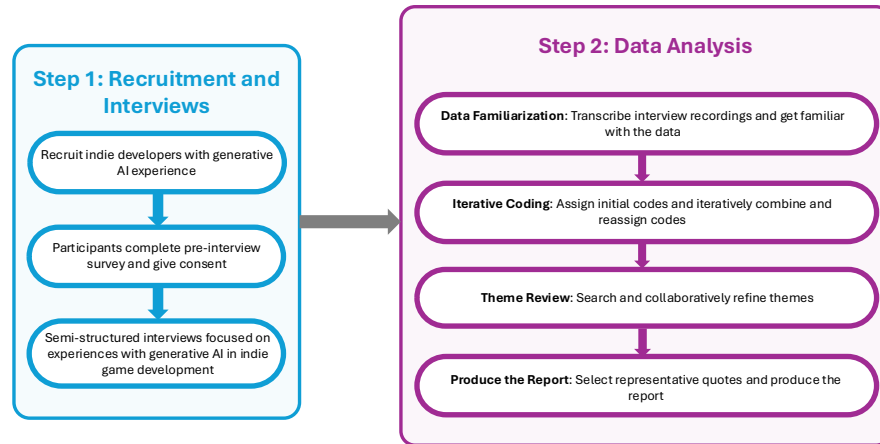 Step 1: Recruitment and
Interviews
Recruit indie developers with generative
AI experience
Participants complete pre-interview
survey and give consent
Semi-structured interviews focused on
experiences with generative AI in indie
game development
Step 2: Data Analysis
Data Familiarization: Transcribe interview recordings and get familiar
with the data
Iterative Coding: Assign initial codes and iteratively combine and
reassign codes
Theme Review: Search and collaboratively refine themes
Produce the Report: Select representative quotes and produce the
report